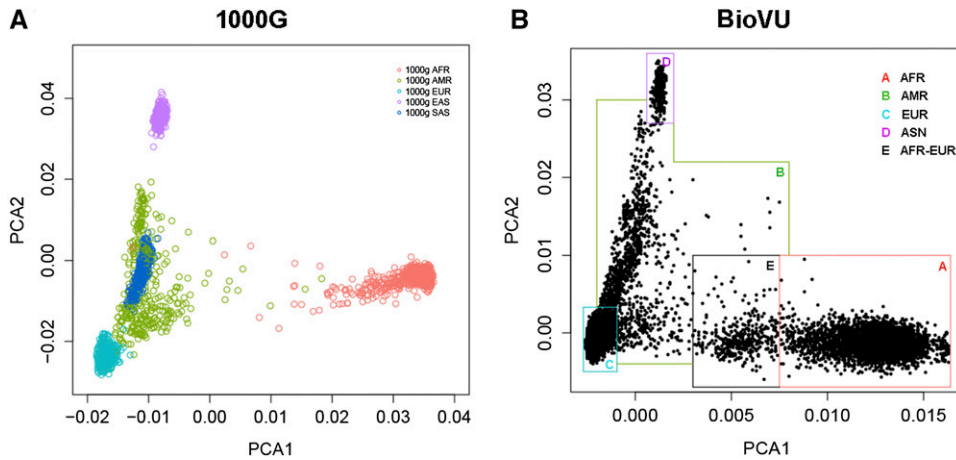 A
1000G
PCA2
0.04
0.02
0.00
−0.02
1000g AFR
1000g AMR
1000g EUR
1000g EAS
1000g SAS
−0.02
−0.01
0.00
0.01
0.02
0.03
0.04
PCA1
B
BioVU
PCA2
0.03
0.02
0.01
0.00
D
B
E
A
C
A AFR
B AMR
C EUR
D ASN
E AFR-EUR
0.000
0.005
0.010
0.015
PCA1